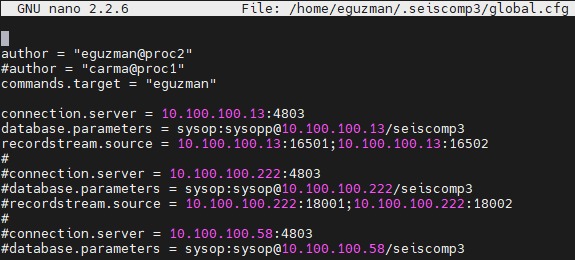 GNU nano 2.2.6 File: /home/eguzman/.seiscomp3/global.cfg
author = "eguzman@proc2"
#author = "carma@proc1"
commands.target = "eguzman"
connection.server = 10.100.100.13:4803
database.parameters = sysop:sysopp@10.100.100.13/seiscomp3
recordstream.source = 10.100.100.13:16501;10.100.100.13:16502
#
#connection.server = 10.100.100.222:4803
#database.parameters = sysop:sysop@10.100.100.222/seiscomp3
#recordstream.source = 10.100.100.222:18001;10.100.100.222:18002
#
#connection.server = 10.100.100.58:4803
#database.parameters = sysop:sysop@10.100.100.58/seiscomp3